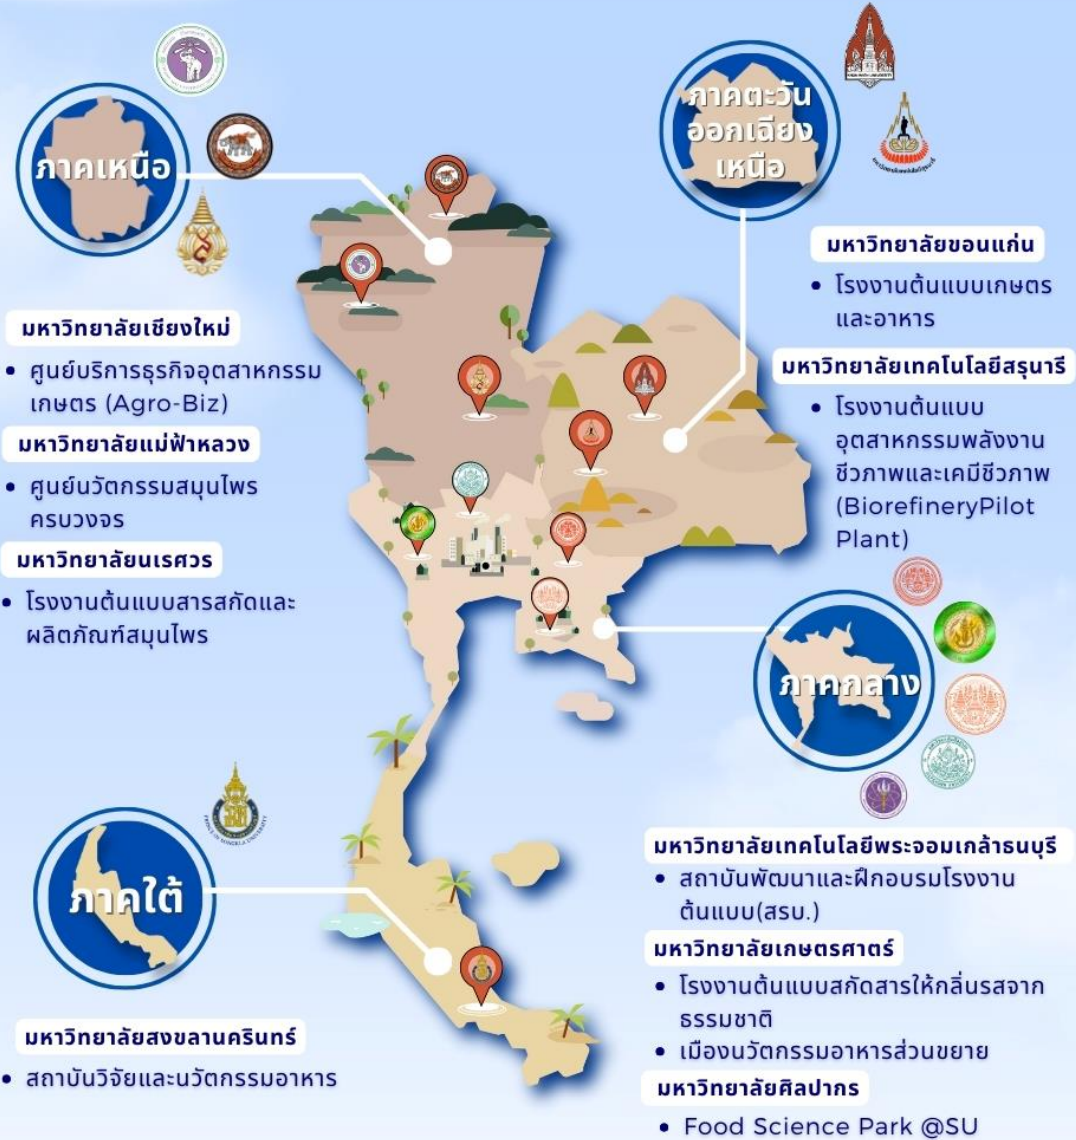 ภาคเหนือ
มหาวิทยาลัยเชียงใหม่
• ศูนย์บริการธุรกิจอุตสาหกรรม
เกษตร (Agro-Biz)
มหาวิทยาลัยแม่ฟ้าหลวง
• ศูนย์นวัตกรรมสมุนไพร
ครบวงจร
มหาวิทยาลัยนเรศวร
• โรงงานต้นแบบสารสกัดและ
ผลิตภัณฑ์สมุนไพร
ภาคตะวัน
ออกเฉียง
เหนือ
มหาวิทยาลัยขอนแก่น
• โรงงานต้นแบบเกษตร
และอาหาร
มหาวิทยาลัยเทคโนโลยีสรุนารี
• โรงงานต้นแบบ
อุตสาหกรรมพลังงาน
ชีวภาพและเคมีชีวภาพ
(BiorefineryPilot
Plant)
ภาคกลาง
มหาวิทยาลัยเทคโนโลยีพระจอมเกล้าธนบุรี
• สถาบันพัฒนาและฝึกอบรมโรงงาน
ต้นแบบ(สรบ.)
มหาวิทยาลัยเกษตรศาตร์
• โรงงานต้นแบบสกัดสารให้กลิ่นรสจาก
ธรรมชาติ
• เมืองนวัตกรรมอาหารส่วนขยาย
มหาวิทยาลัยศิลปากร
• Food Science Park @SU
ภาคใต้
PRINCE OF SONGKLA UNIVERSITY
มหาวิทยาลัยสงขลานครินทร์
• สถาบันวิจัยและนวัตกรรมอาหาร